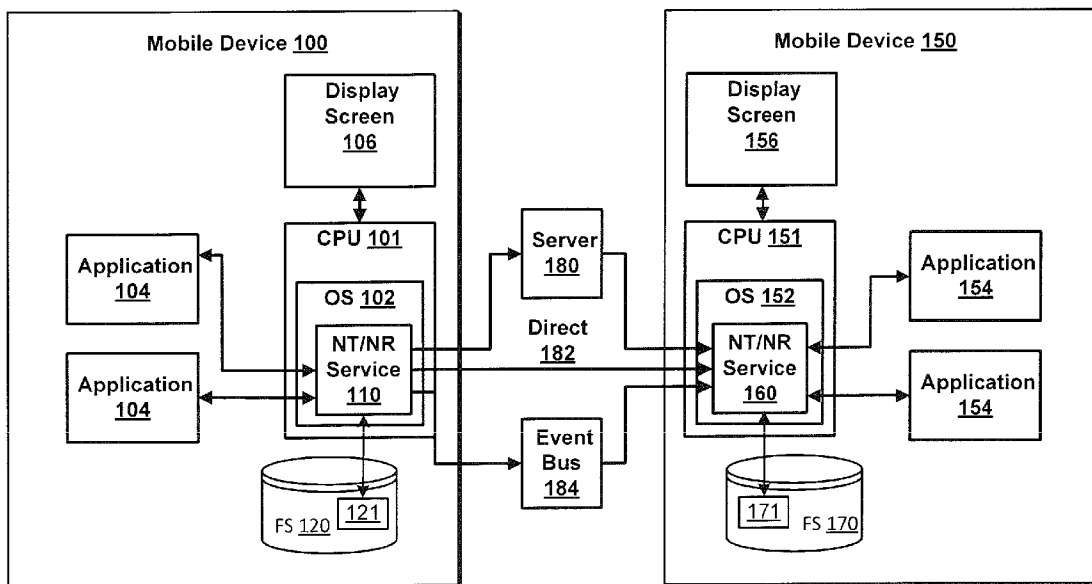 Mobile Device 100
Display
Screen
106
CPU 101
Application
104
OS 102
NT/NR
Service
110
Application
104
FS 120
121
Server
180
Direct
182
Event
Bus
184
Mobile Device 150
Display
Screen
156
CPU 151
OS 152
NT/NR
Service
160
Application
154
Application
154
171
FS 170